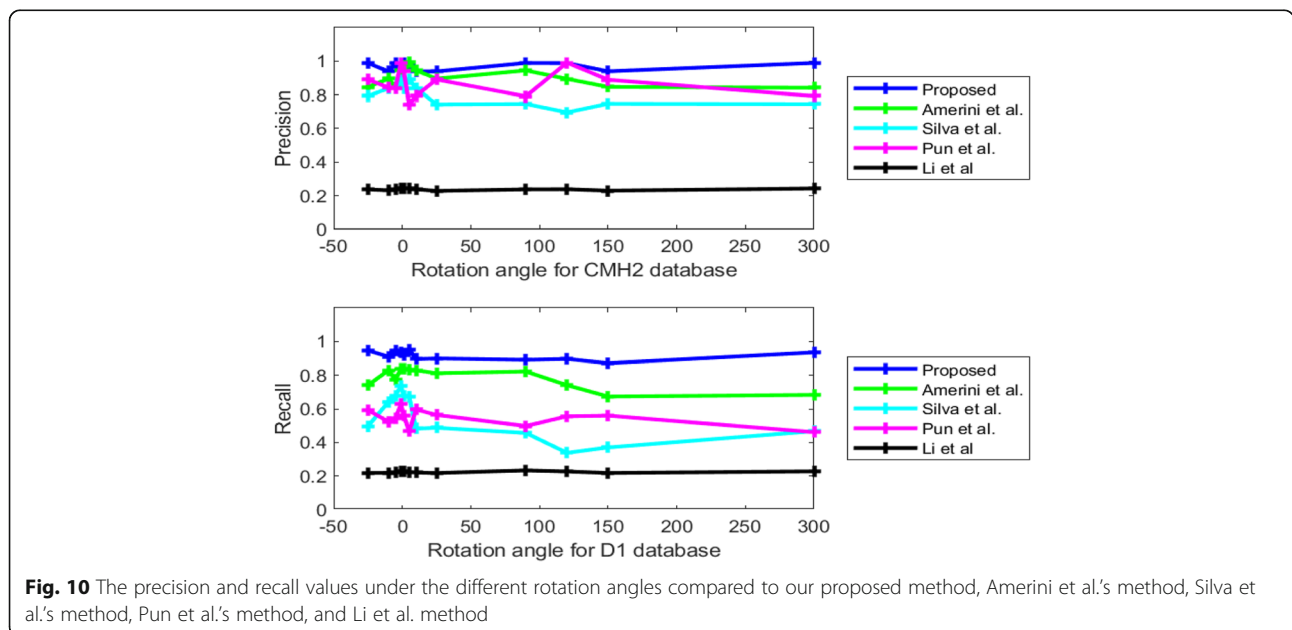 1
0.8
0.6
0.4
0.2
0
Precision
-50 0 50 100 150 200 250 300
Rotation angle for CMH2 database
Proposed
Amerini et al.
Silva et al.
Pun et al.
Li et al
1
0.8
0.6
0.4
0.2
0
Recall
-50 0 50 100 150 200 250 300
Rotation angle for D1 database
Proposed
Amerini et al.
Silva et al.
Pun et al.
Li et al
Fig. 10 The precision and recall values under the different rotation angles compared to our proposed method, Amerini et al.'s method, Silva et
al.'s method, Pun et al.'s method, and Li et al. method